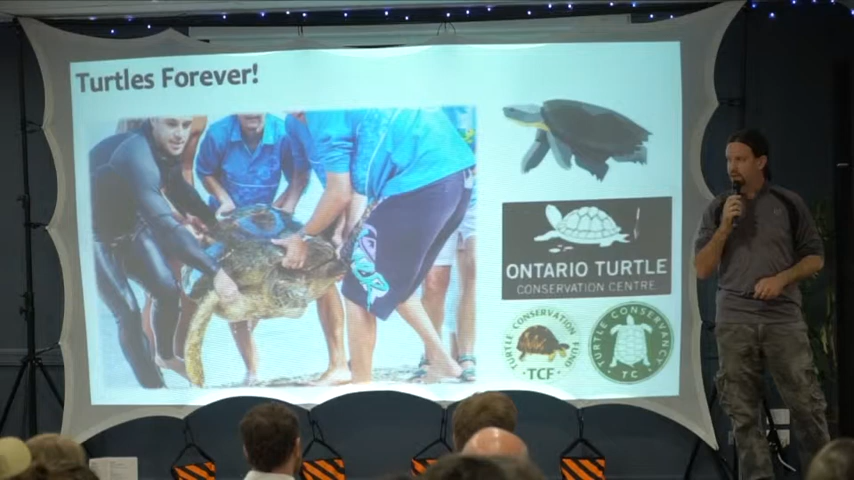 Turtles Forever!
ONTARIO TURTLE
CONSERVATION CENTRE
TURTLE CONSERVATION FUND
·TCF·
TURTLE CONSERVANCY
TC